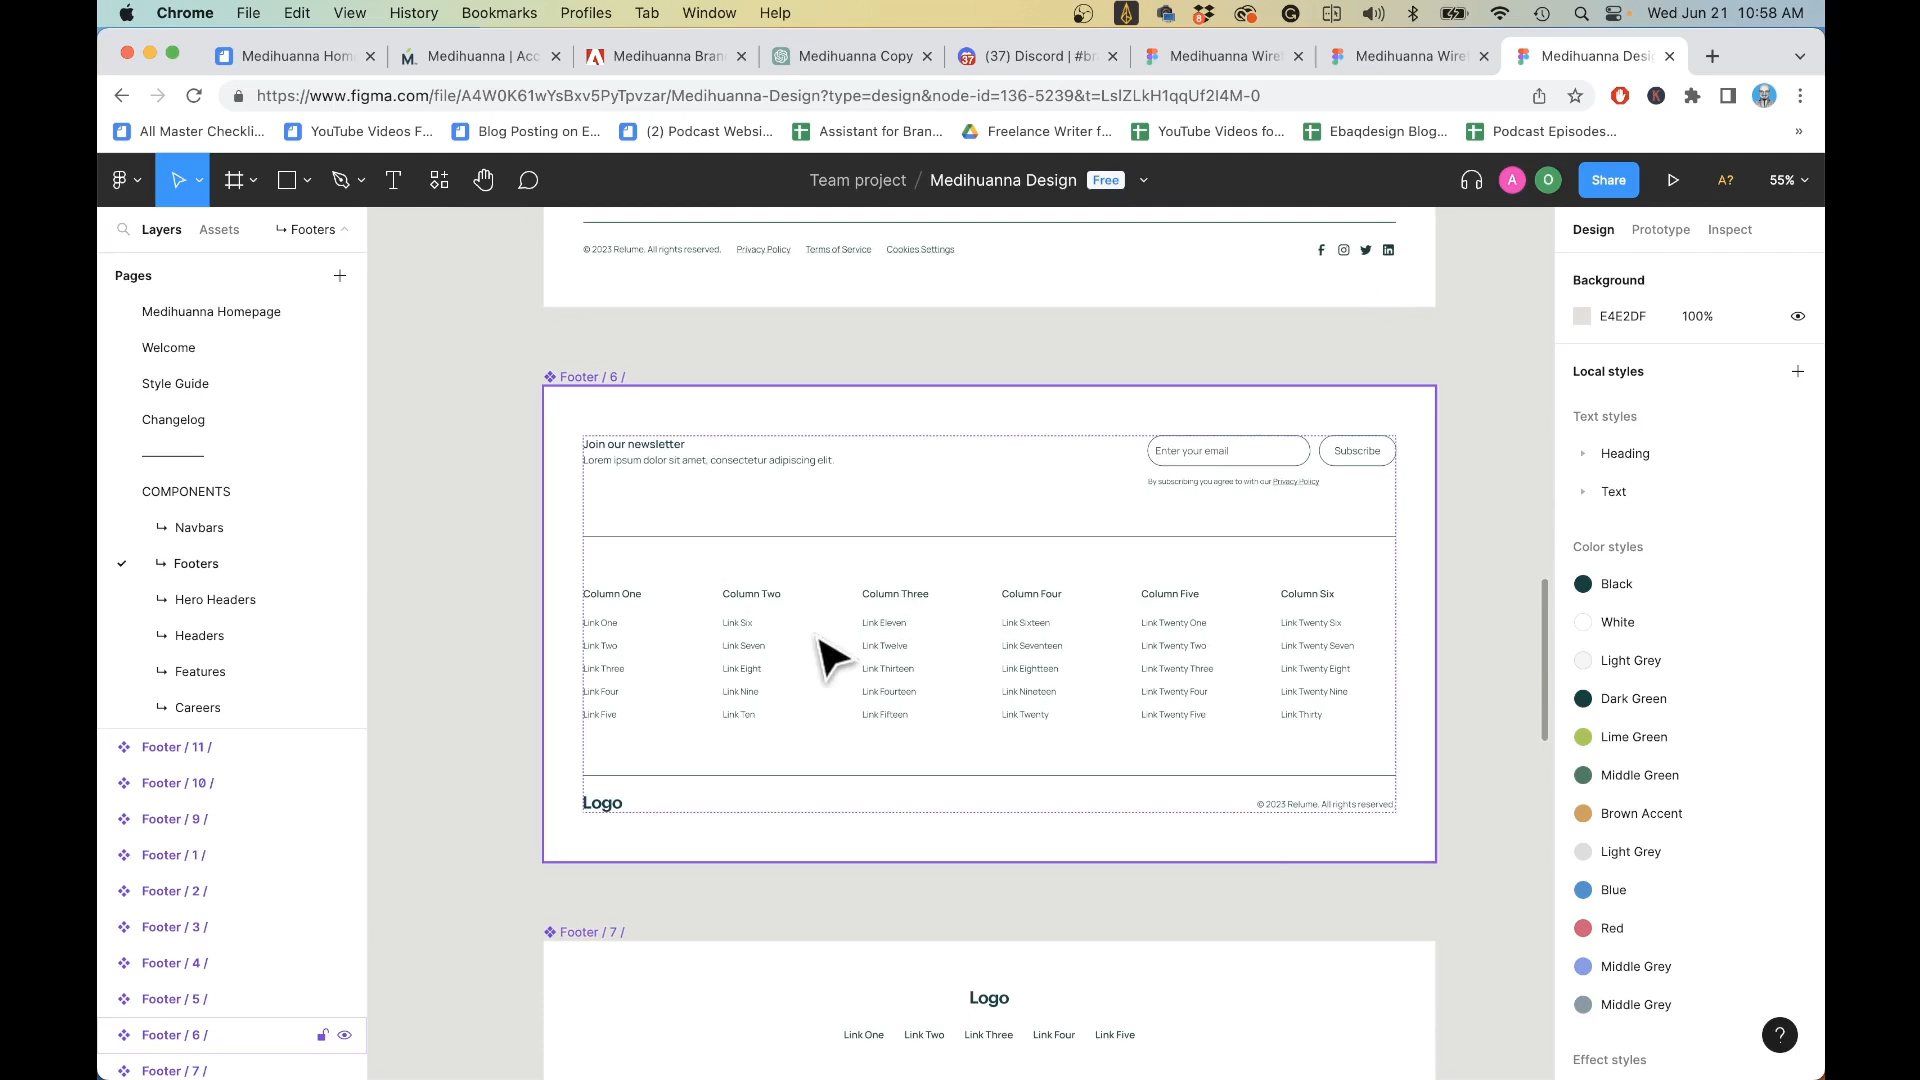 Chrome File Edit View History Bookmarks Profiles Tab Window Help Wed Jun 21 10:58 AM
Medihuanna Hom Medihuanna | Acc Medihuanna Bran Medihuanna Copy (37) Discord | #br Medihuanna Wire Medihuanna Wire Medihuanna Desi
https://www.figma.com/file/A4W0K61wYsBxv5PyTpvzar/Medihuanna-Design?type=design&node-id=136-5239&t=LsIZLkH1qqUf2I4M-0
All Master Checkli... YouTube Videos F... Blog Posting on E... (2) Podcast Websi... Assistant for Bran... Freelance Writer f... YouTube Videos fo... Ebaqdesign Blog... Podcast Episodes... »
Team project / Medihuanna Design Free A O Share A? 55%
Layers Assets ↳ Footers
Pages
Medihuanna Homepage
Welcome
Style Guide
Changelog
COMPONENTS
↳ Navbars
↳ Footers
↳ Hero Headers
↳ Headers
↳ Features
↳ Careers
Footer / 11 /
Footer / 10 /
Footer / 9 /
Footer / 1 /
Footer / 2 /
Footer / 3 /
Footer / 4 /
Footer / 5 /
Footer / 6 /
Footer / 7 /
© 2023 Relume. All rights reserved. Privacy Policy Terms of Service Cookies Settings
Footer / 6 /
Join our newsletter
Lorem ipsum dolor sit amet, consectetur adipiscing elit.
Enter your email Subscribe
By subscribing you agree to with our Privacy Policy
Column One Column Two Column Three Column Four Column Five Column Six
Link One Link Six Link Eleven Link Sixteen Link Twenty One Link Twenty Six
Link Two Link Seven Link Twelve Link Seventeen Link Twenty Two Link Twenty Seven
Link Three Link Eight Link Thirteen Link Eightteen Link Twenty Three Link Twenty Eight
Link Four Link Nine Link Fourteen Link Nineteen Link Twenty Four Link Twenty Nine
Link Five Link Ten Link Fifteen Link Twenty Link Twenty Five Link Thirty
Logo © 2023 Relume. All rights reserved.
Footer / 7 /
Logo
Link One Link Two Link Three Link Four Link Five
Design Prototype Inspect
Background
E4E2DF 100%
Local styles
Text styles
Heading
Text
Color styles
Black
White
Light Grey
Dark Green
Lime Green
Middle Green
Brown Accent
Light Grey
Blue
Red
Middle Grey
Middle Grey
Effect styles
?